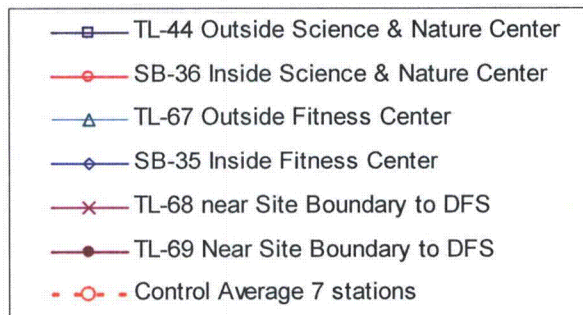 TL-44 Outside Science & Nature Center
SB-36 Inside Science & Nature Center
TL-67 Outside Fitness Center
SB-35 Inside Fitness Center
TL-68 near Site Boundary to DFS
TL-69 Near Site Boundary to DFS
Control Average 7 stations